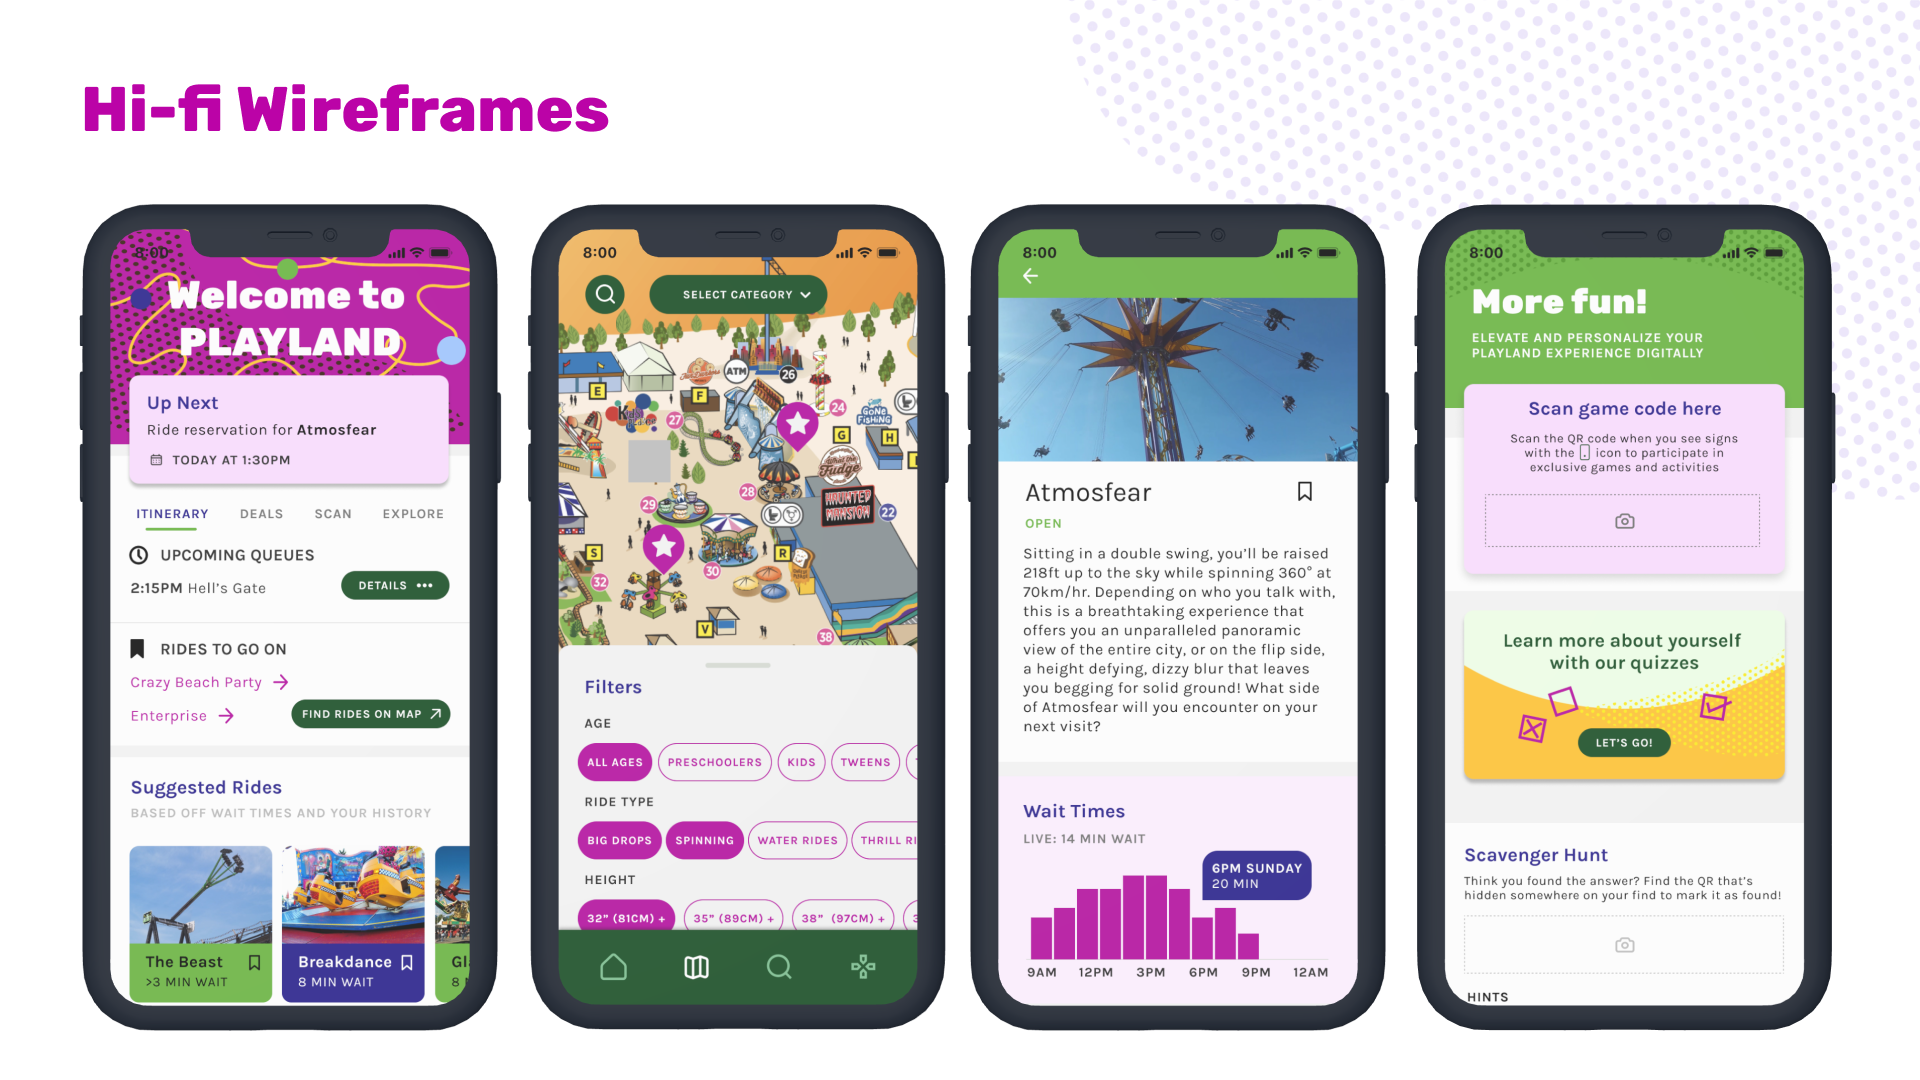 Hi-fi Wireframes
8:00
Welcome to
PLAYLAND
Up Next
Ride reservation for Atmosfear
TODAY AT 1:30PM
ITINERARY DEALS SCAN EXPLORE
UPCOMING QUEUES
2:15PM Hell's Gate
DETAILS •••
RIDES TO GO ON
Crazy Beach Party →
Enterprise →
FIND RIDES ON MAP
Suggested Rides
BASED OFF WAIT TIMES AND YOUR HISTORY
The Beast
>3 MIN WAIT
Breakdance
8 MIN WAIT
Gl
8
8:00
SELECT CATEGORY
ATM
26
E
F
27
24
GONE
FISHING
G
H
What the
Fudge
28
29
HAUNTED
MANSION
22
S
R
30
32
V
38
Filters
AGE
ALL AGES PRESCHOOLERS KIDS TWEENS
RIDE TYPE
BIG DROPS SPINNING WATER RIDES THRILL RI
HEIGHT
32” (81CM) + 35” (89CM) + 38” (97CM) + 3
8:00
Atmosfear
OPEN
Sitting in a double swing, you'll be raised
218ft up to the sky while spinning 360° at
70km/hr. Depending on who you talk with,
this is a breathtaking experience that
offers you an unparalleled panoramic
view of the entire city, or on the flip side,
a height defying, dizzy blur that leaves
you begging for solid ground! What side
of Atmosfear will you encounter on your
next visit?
Wait Times
LIVE: 14 MIN WAIT
6PM SUNDAY
20 MIN
9AM 12PM 3PM 6PM 9PM 12AM
8:00
More fun!
ELEVATE AND PERSONALIZE YOUR
PLAYLAND EXPERIENCE DIGITALLY
Scan game code here
Scan the QR code when you see signs
with the icon to participate in
exclusive games and activities
Learn more about yourself
with our quizzes
LET'S GO!
Scavenger Hunt
Think you found the answer? Find the QR that's
hidden somewhere on your find to mark it as found!
HINTS